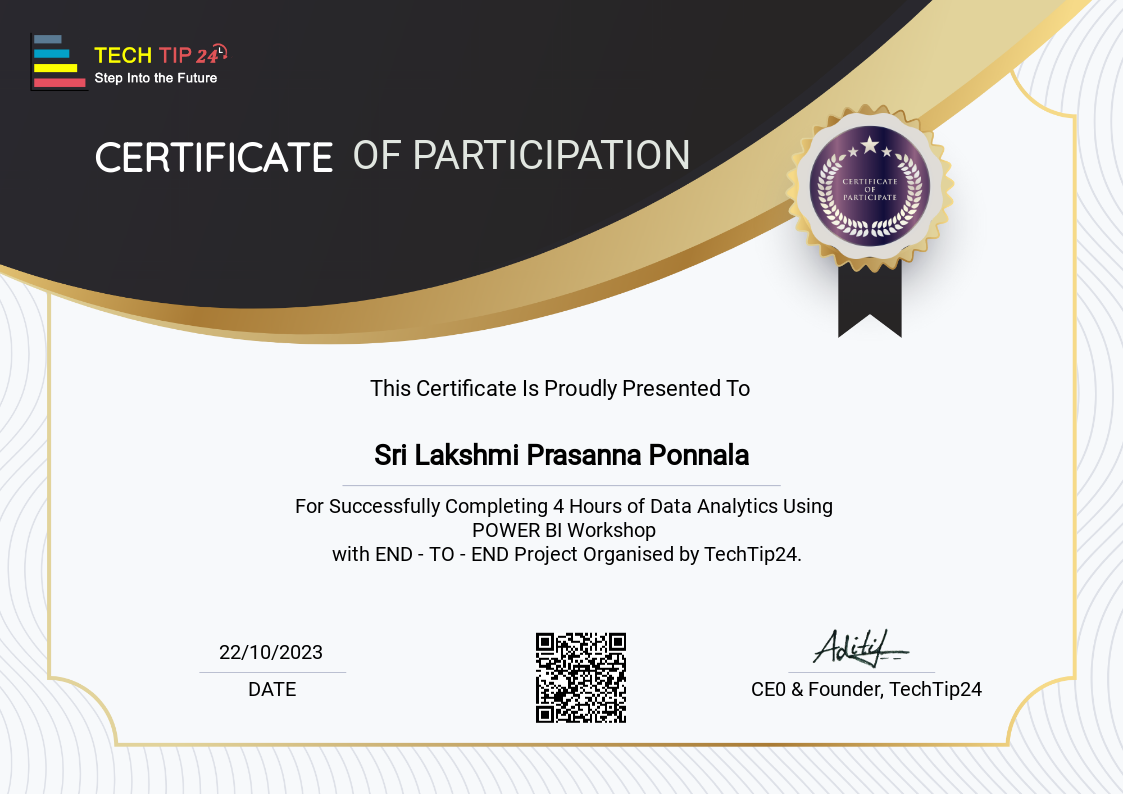 TECH TIP 24
L
Step Into the Future
CERTIFICATE OF PARTICIPATION
CERTIFICATE
OF
PARTICIPATE
This Certificate Is Proudly Presented To
Sri Lakshmi Prasanna Ponnala
For Successfully Completing 4 Hours of Data Analytics Using
POWER BI Workshop
with END - TO - END Project Organised by TechTip24.
22/10/2023
DATE
Aditi
CE0 & Founder, TechTip24